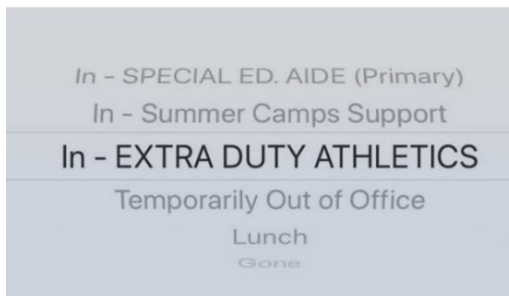 In - SPECIAL ED. AIDE (Primary)
In - Summer Camps Support
In - EXTRA DUTY ATHLETICS
Temporarily Out of Office
Lunch
Gone